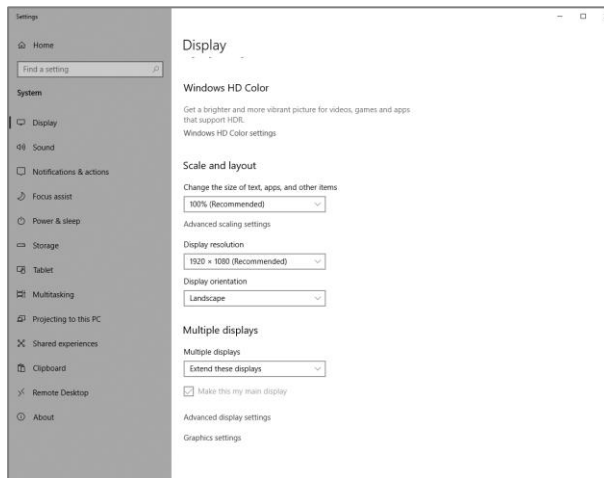 Settings
Home
Find a setting
System
Display
Sound
Notifications & actions
Focus assist
Power & sleep
Storage
Tablet
Multitasking
Projecting to this PC
Shared experiences
Clipboard
Remote Desktop
About
Display
Windows HD Color
Get a brighter and more vibrant picture for videos, games and apps
that support HDR.
Windows HD Color settings
Scale and layout
Change the size of text, apps, and other items
100% (Recommended)
Advanced scaling settings
Display resolution
1920 × 1080 (Recommended)
Display orientation
Landscape
Multiple displays
Multiple displays
Extend these displays
Make this my main display
Advanced display settings
Graphics settings